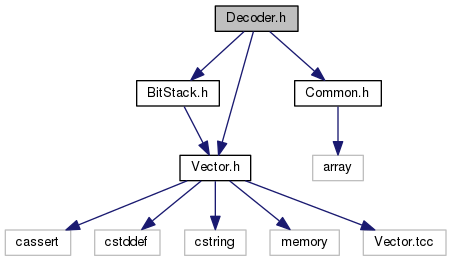 Decoder.h
BitStack.h
Common.h
Vector.h
array
cassert
cstddef
cstring
memory
Vector.tcc